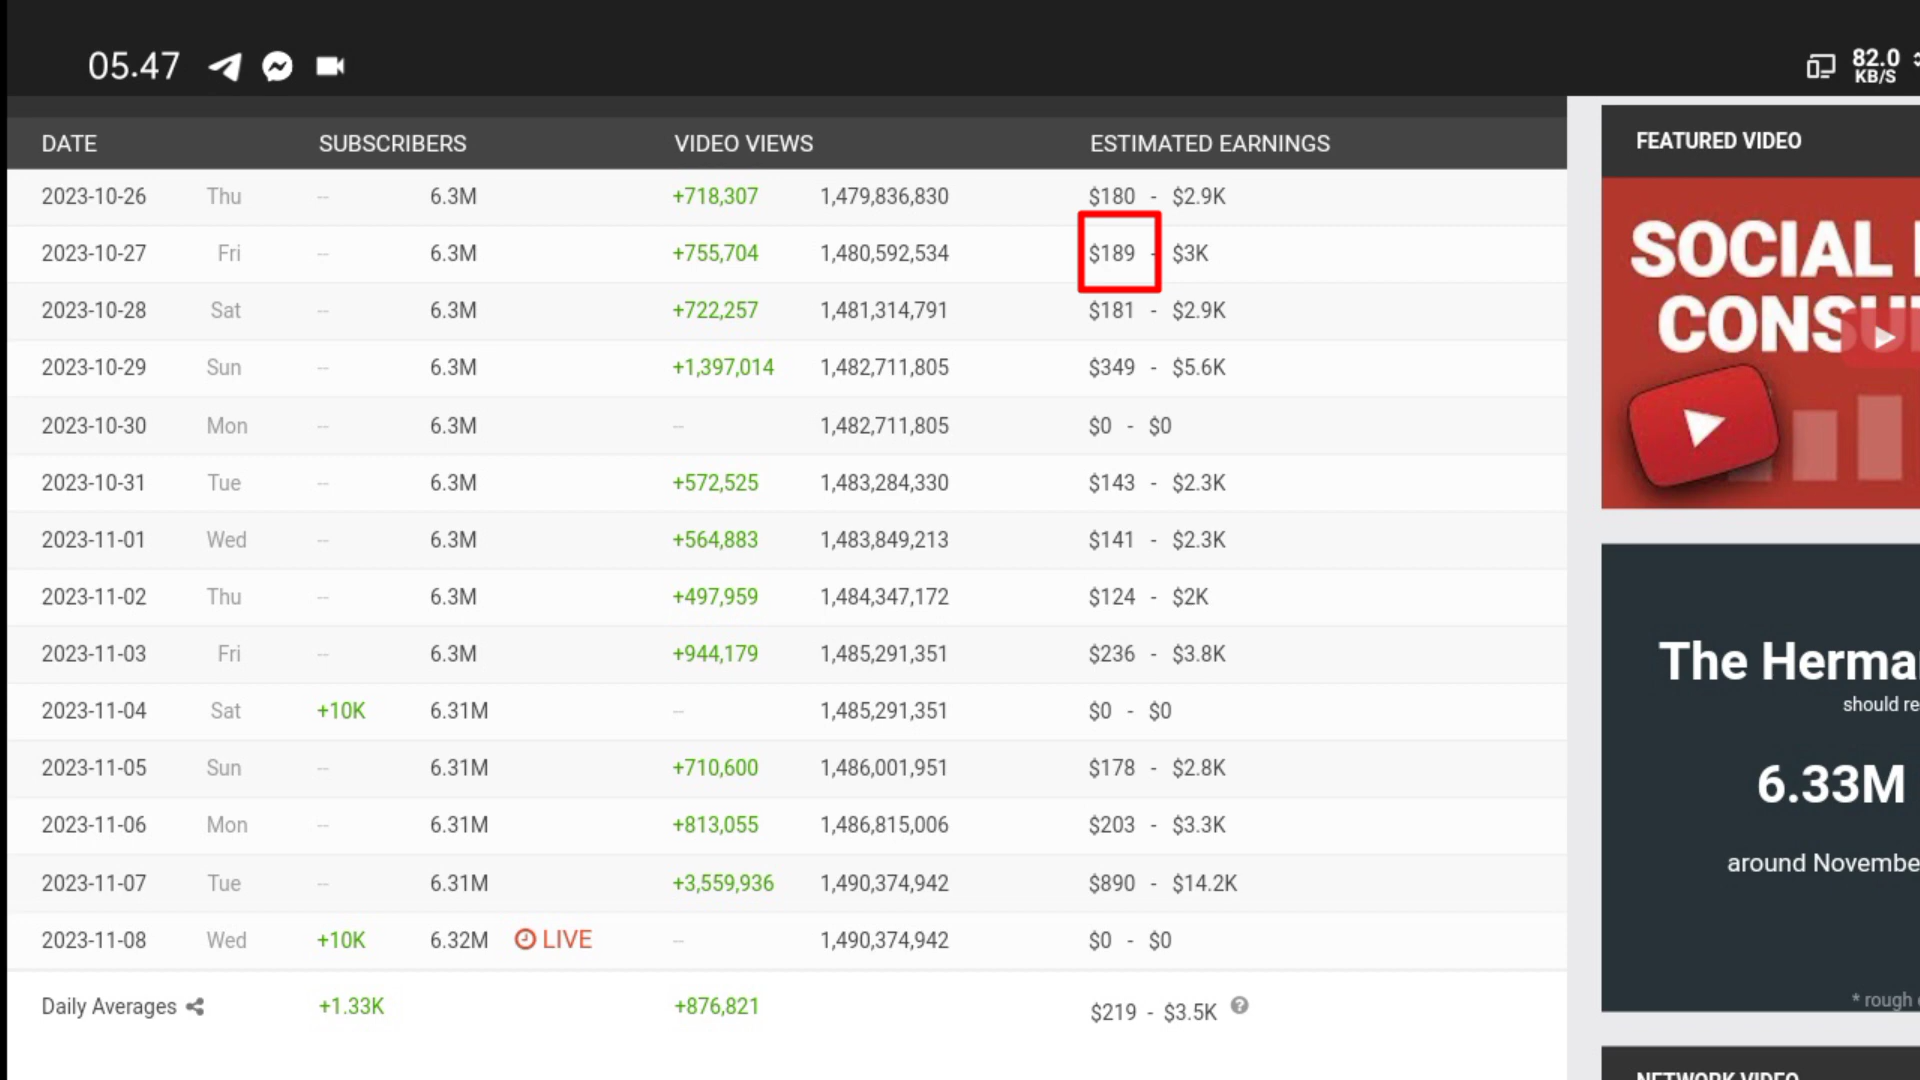 05.47
82.0
KB/S
DATE SUBSCRIBERS VIDEO VIEWS ESTIMATED EARNINGS
2023-10-26 Thu -- 6.3M +718,307 1,479,836,830 $180 - $2.9K
2023-10-27 Fri -- 6.3M +755,704 1,480,592,534 $189 - $3K
2023-10-28 Sat -- 6.3M +722,257 1,481,314,791 $181 - $2.9K
2023-10-29 Sun -- 6.3M +1,397,014 1,482,711,805 $349 - $5.6K
2023-10-30 Mon -- 6.3M -- 1,482,711,805 $0 - $0
2023-10-31 Tue -- 6.3M +572,525 1,483,284,330 $143 - $2.3K
2023-11-01 Wed -- 6.3M +564,883 1,483,849,213 $141 - $2.3K
2023-11-02 Thu -- 6.3M +497,959 1,484,347,172 $124 - $2K
2023-11-03 Fri -- 6.3M +944,179 1,485,291,351 $236 - $3.8K
2023-11-04 Sat +10K 6.31M -- 1,485,291,351 $0 - $0
2023-11-05 Sun -- 6.31M +710,600 1,486,001,951 $178 - $2.8K
2023-11-06 Mon -- 6.31M +813,055 1,486,815,006 $203 - $3.3K
2023-11-07 Tue -- 6.31M +3,559,936 1,490,374,942 $890 - $14.2K
2023-11-08 Wed +10K 6.32M LIVE -- 1,490,374,942 $0 - $0
Daily Averages +1.33K +876,821 $219 - $3.5K
FEATURED VIDEO
SOCIAL
CONSU
The Herma
should re
6.33M
around Novembe
* rough
NETWORK VIDEO